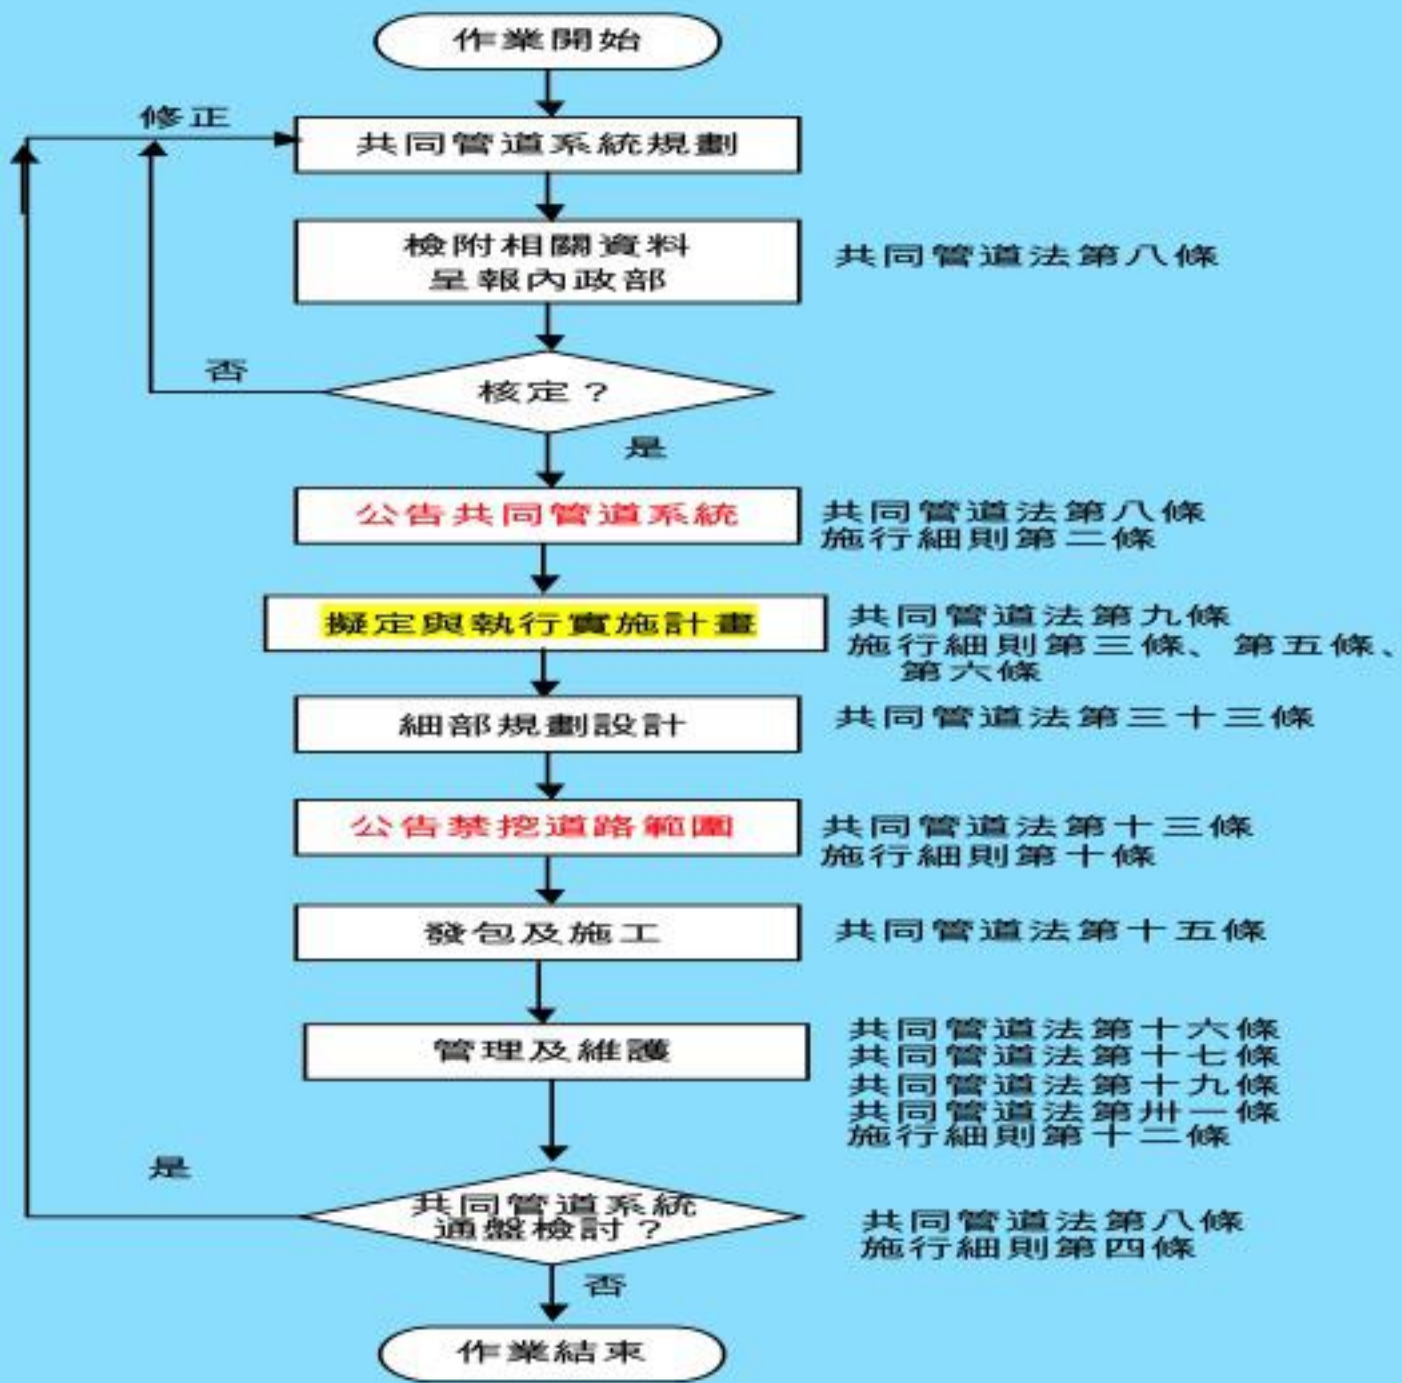 作業開始
修正
共同管道系統規劃
檢附相關資料
呈報內政部
共同管道法第八條
否
核定？
是
公告共同管道系統
共同管道法第八條
施行細則第二條
擬定與執行實施計畫
共同管道法第九條
施行細則第三條、第五條、
第六條
細部規劃設計
共同管道法第三十三條
公告禁挖道路範圍
共同管道法第十三條
施行細則第十條
發包及施工
共同管道法第十五條
管理及維護
共同管道法第十六條
共同管道法第十七條
共同管道法第十九條
共同管道法第卅一條
施行細則第十二條
是
共同管道系統
通盤檢討？
共同管道法第八條
施行細則第四條
否
作業結束